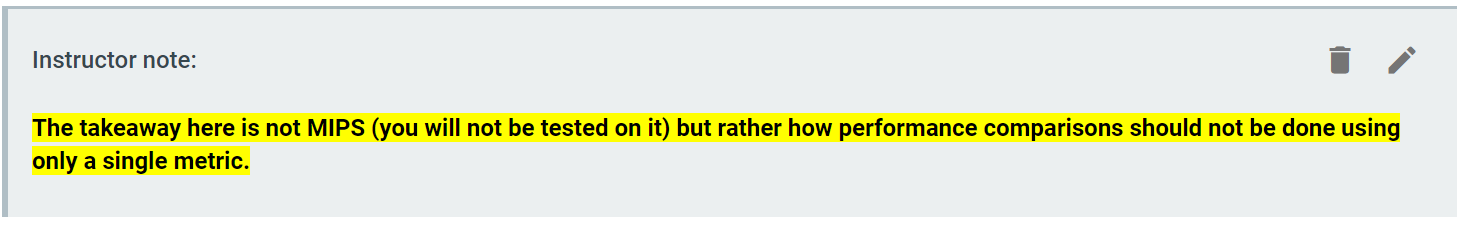 Instructor note:
The takeaway here is not MIPS (you will not be tested on it) but rather how performance comparisons should not be done using
only a single metric.